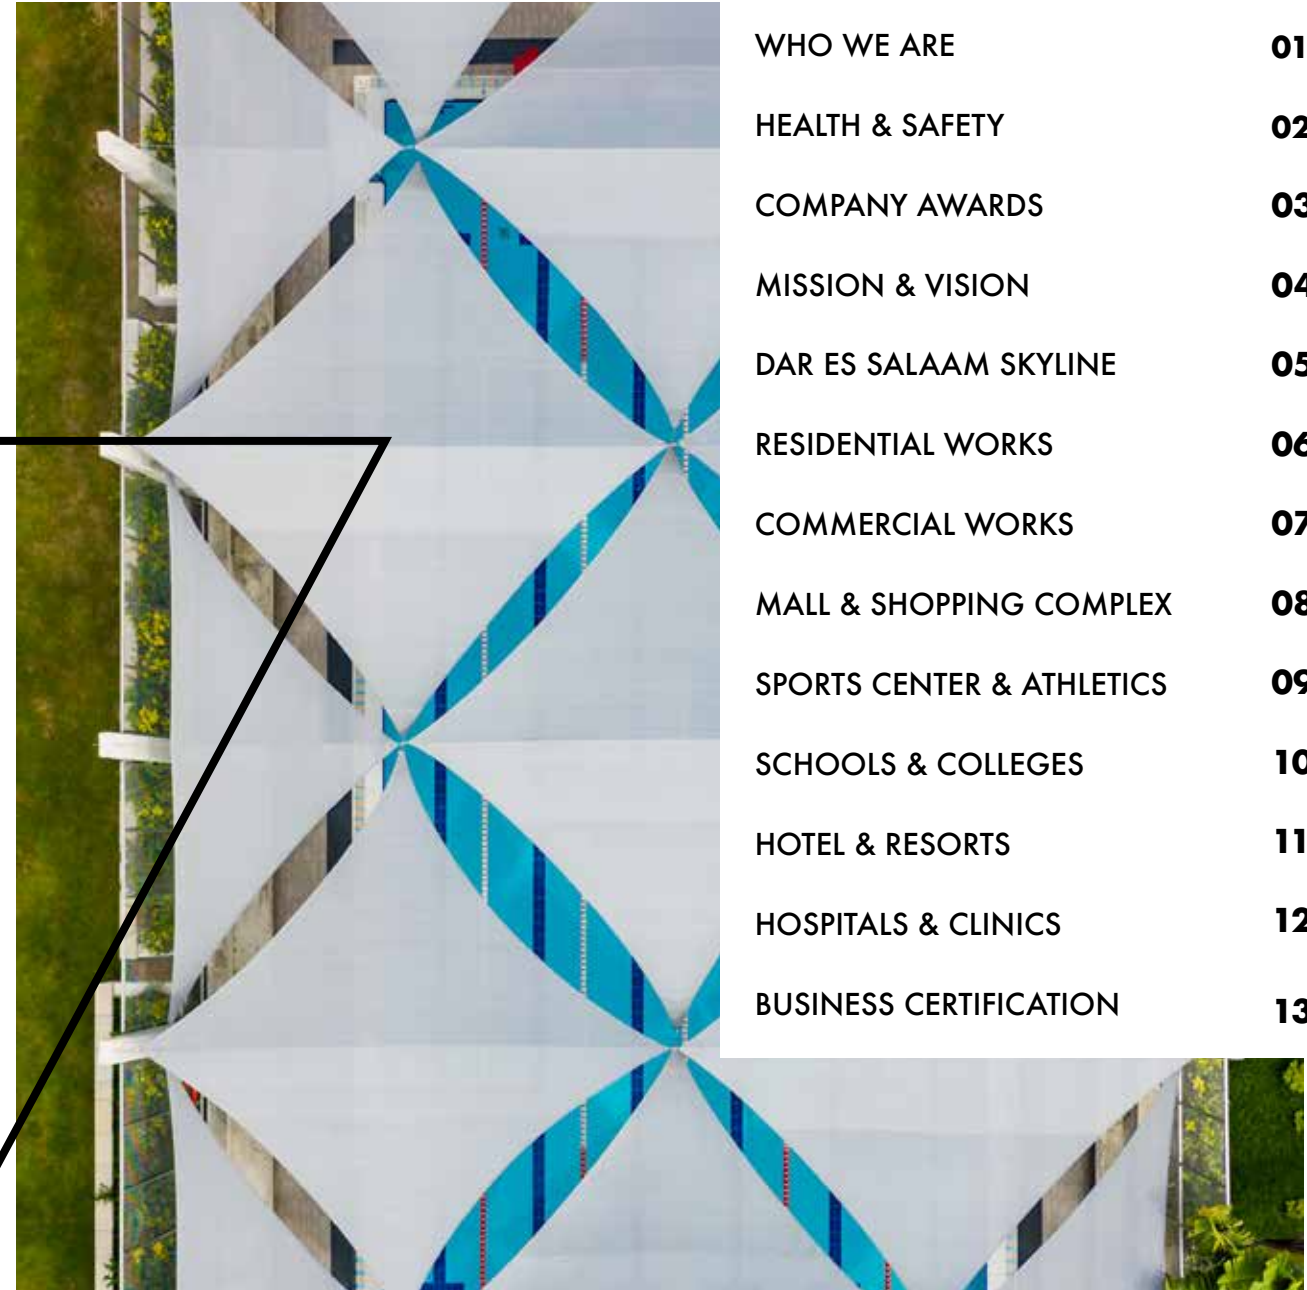 WHO WE ARE 01
HEALTH & SAFETY 02
COMPANY AWARDS 03
MISSION & VISION 04
DAR ES SALAAM SKYLINE 05
RESIDENTIAL WORKS 06
COMMERCIAL WORKS 07
MALL & SHOPPING COMPLEX 08
SPORTS CENTER & ATHLETICS 09
SCHOOLS & COLLEGES 10
HOTEL & RESORTS 11
HOSPITALS & CLINICS 12
BUSINESS CERTIFICATION 13